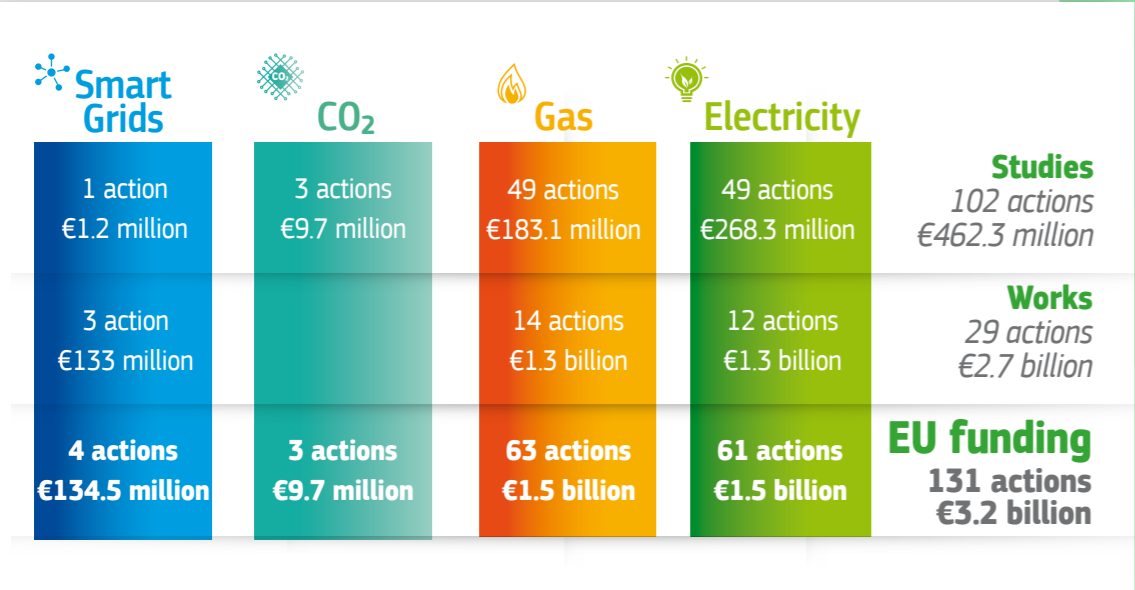 Smart
Grids
CO₂
CO₂
Gas
Electricity
1 action
€1.2 million
3 actions
€9.7 million
49 actions
€183.1 million
49 actions
€268.3 million
Studies
102 actions
€462.3 million
3 action
€133 million
14 actions
€1.3 billion
12 actions
€1.3 billion
Works
29 actions
€2.7 billion
4 actions
€134.5 million
3 actions
€9.7 million
63 actions
€1.5 billion
61 actions
€1.5 billion
EU funding
131 actions
€3.2 billion